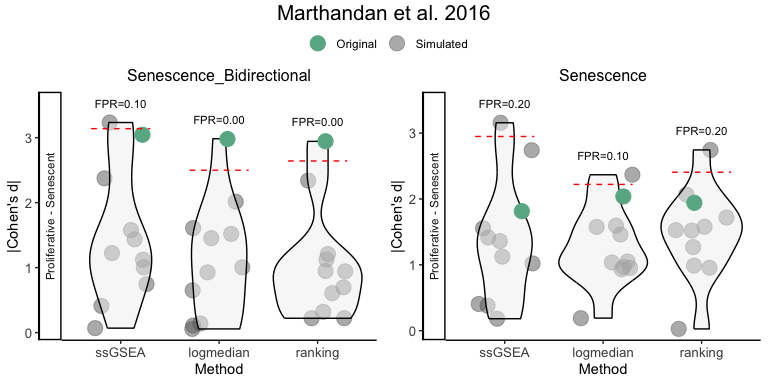 Marthandan et al. 2016
Original Simulated
Senescence_Bidirectional
Senescence
|Cohen's d|
Proliferative - Senescent
3
2
1
0
FPR=0.10
FPR=0.00
FPR=0.00
ssGSEA logmedian ranking
Method
|Cohen's d|
Proliferative - Senescent
3
2
1
0
FPR=0.20
FPR=0.10
FPR=0.20
ssGSEA logmedian ranking
Method